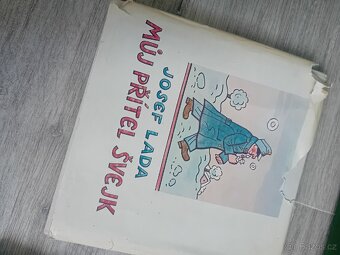 JOSEF LADA
MŮJ PŘÍTEL ŠVEJK